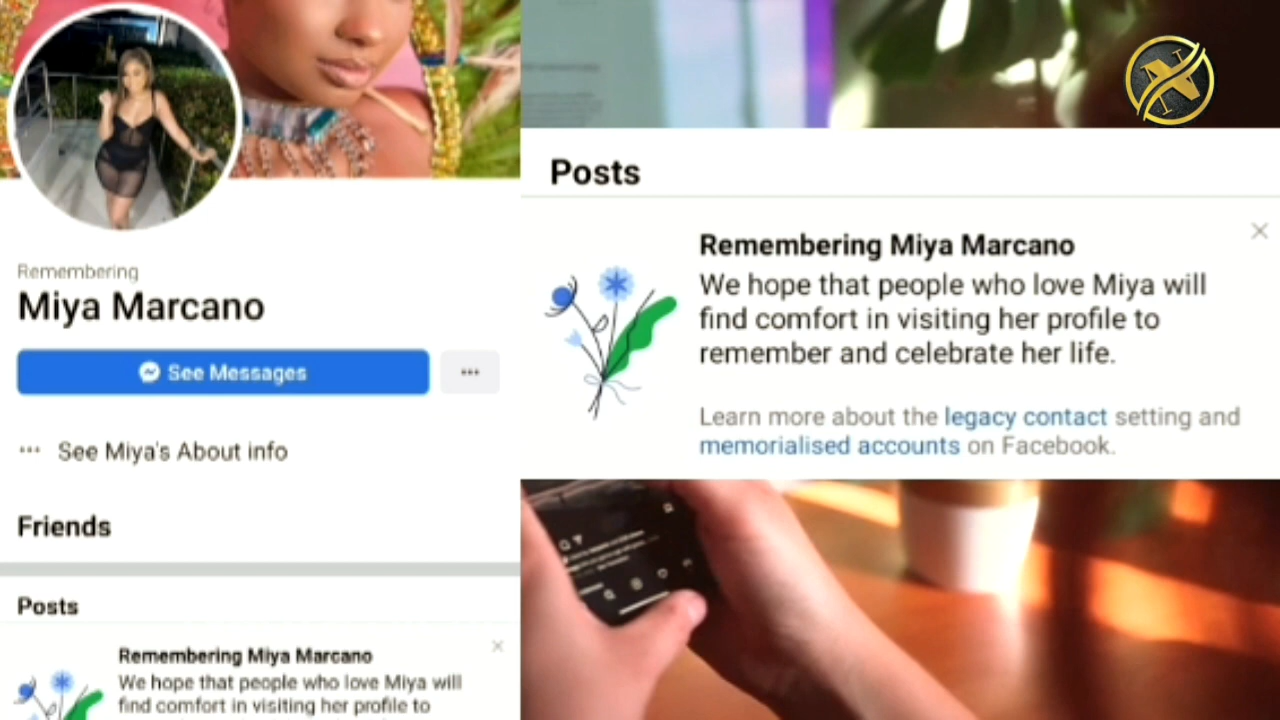 Remembering
Miya Marcano
See Messages
See Miya's About info
Friends
Posts
Remembering Miya Marcano
We hope that people who love Miya will
find comfort in visiting her profile to
Posts
Remembering Miya Marcano
We hope that people who love Miya will
find comfort in visiting her profile to
remember and celebrate her life.
Learn more about the legacy contact setting and
memorialised accounts on Facebook.